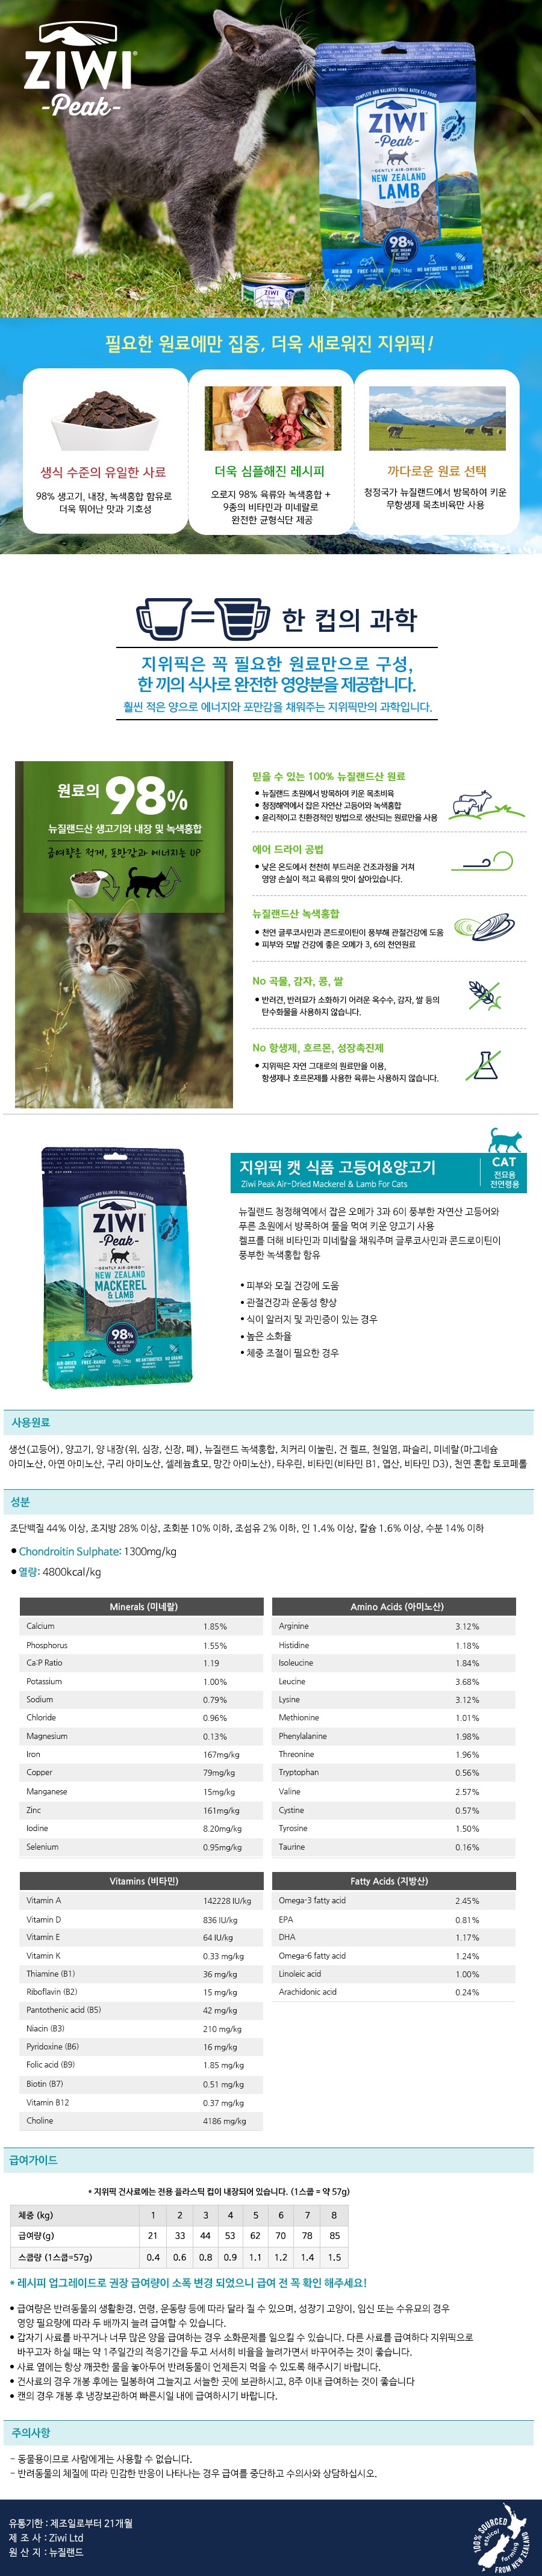 ZIWI
Peak
COMPLETE AND BALANCED SMALL BATCH CAT FOOD
ZIWI
Peak
GENTLY AIR-DRIED
NEW ZEALAND
LAMB
98%
AIR-DRIED
NO ANTIBIOTICS
NO GRAINS
ZIWI
Peak
필요한 원료에만 집중, 더욱 새로워진 지위픽!
생식 수준의 유일한 사료
98% 생고기, 내장, 녹색홍합 함유로
더욱 뛰어난 맛과 기호성
더욱 심플해진 레시피
오로지 98% 육류와 녹색홍합 +
9종의 비타민과 미네랄로
완전한 균형식단 제공
까다로운 원료 선택
청정국가 뉴질랜드에서 방목하여 키운
무항생제 목초비육만 사용
= 한 컵의 과학
지위픽은 꼭 필요한 원료만으로 구성,
한 끼의 식사로 완전한 영양분을 제공합니다.
훨씬 적은 양으로 에너지와 포만감을 채워주는 지위픽만의 과학입니다.
원료의 98%
뉴질랜드산 생고기와 내장 및 녹색홍합
급여량은 적게, 포만감과 에너지는 UP
믿을 수 있는 100% 뉴질랜드산 원료
• 뉴질랜드 초원에서 방목하여 키운 목초비육
• 청정해역에서 잡은 자연산 고등어와 녹색홍합
• 윤리적이고 친환경적인 방법으로 생산되는 원료만을 사용
에어 드라이 공법
• 낮은 온도에서 천천히 부드러운 건조과정을 거쳐
영양 손실이 적고 육류의 맛이 살아있습니다.
뉴질랜드산 녹색홍합
• 천연 글루코사민과 콘드로이틴이 풍부해 관절건강에 도움
• 피부와 모발 건강에 좋은 오메가 3, 6의 천연원료
No 곡물, 감자, 콩, 쌀
• 반려견, 반려묘가 소화하기 어려운 옥수수, 감자, 쌀 등의
탄수화물을 사용하지 않습니다.
No 항생제, 호르몬, 성장촉진제
• 지위픽은 자연 그대로의 원료만을 이용,
항생제나 호르몬제를 사용한 육류는 사용하지 않습니다.
COMPLETE AND BALANCED SMALL BATCH CAT FOOD
ZIWI
Peak
GENTLY AIR-DRIED
NEW ZEALAND
MACKEREL
& LAMB
98%
AIR-DRIED
FREE-RANGE
400g 14oz
NO ANTIBIOTICS
NO GRAINS
지위픽 캣 식품 고등어&양고기
Ziwi Peak Air-Dried Mackerel & Lamb For Cats
CAT
전묘용
전연령용
뉴질랜드 청정해역에서 잡은 오메가 3과 6이 풍부한 자연산 고등어와
푸른 초원에서 방목하여 풀을 먹여 키운 양고기 사용
켈프를 더해 비타민과 미네랄을 채워주며 글루코사민과 콘드로이틴이
풍부한 녹색홍합 함유
• 피부와 모질 건강에 도움
• 관절건강과 운동성 향상
• 식이 알러지 및 과민증이 있는 경우
• 높은 소화율
• 체중 조절이 필요한 경우
사용원료
생선(고등어), 양고기, 양 내장(위, 심장, 신장, 폐), 뉴질랜드 녹색홍합, 치커리 이눌린, 건 켈프, 천일염, 파슬리, 미네랄(마그네슘
아미노산, 아연 아미노산, 구리 아미노산, 셀레늄효모, 망간 아미노산), 타우린, 비타민(비타민 B1, 엽산, 비타민 D3), 천연 혼합 토코페롤
성분
조단백질 44% 이상, 조지방 28% 이상, 조회분 10% 이하, 조섬유 2% 이하, 인 1.4% 이상, 칼슘 1.6% 이상, 수분 14% 이하
• Chondroitin Sulphate: 1300mg/kg
• 열량: 4800kcal/kg
Minerals (미네랄)
Calcium 1.85%
Phosphorus 1.55%
Ca:P Ratio 1.19
Potassium 1.00%
Sodium 0.79%
Chloride 0.96%
Magnesium 0.13%
Iron 167mg/kg
Copper 79mg/kg
Manganese 15mg/kg
Zinc 161mg/kg
Iodine 8.20mg/kg
Selenium 0.95mg/kg
Amino Acids (아미노산)
Arginine 3.12%
Histidine 1.18%
Isoleucine 1.84%
Leucine 3.68%
Lysine 3.12%
Methionine 1.01%
Phenylalanine 1.98%
Threonine 1.96%
Tryptophan 0.56%
Valine 2.57%
Cystine 0.57%
Tyrosine 1.50%
Taurine 0.16%
Vitamins (비타민)
Vitamin A 142228 IU/kg
Vitamin D 836 IU/kg
Vitamin E 64 IU/kg
Vitamin K 0.33 mg/kg
Thiamine (B1) 36 mg/kg
Riboflavin (B2) 15 mg/kg
Pantothenic acid (B5) 42 mg/kg
Niacin (B3) 210 mg/kg
Pyridoxine (B6) 16 mg/kg
Folic acid (B9) 1.85 mg/kg
Biotin (B7) 0.51 mg/kg
Vitamin B12 0.37 mg/kg
Choline 4186 mg/kg
Fatty Acids (지방산)
Omega-3 fatty acid 2.45%
EPA 0.81%
DHA 1.17%
Omega-6 fatty acid 1.24%
Linoleic acid 1.00%
Arachidonic acid 0.24%
급여가이드
* 지위픽 건사료에는 전용 플라스틱 컵이 내장되어 있습니다. (1스쿱 = 약 57g)
체중 (kg) 1 2 3 4 5 6 7 8
급여량(g) 21 33 44 53 62 70 78 85
스쿱량 (1스쿱=57g) 0.4 0.6 0.8 0.9 1.1 1.2 1.4 1.5
* 레시피 업그레이드로 권장 급여량이 소폭 변경 되었으니 급여 전 꼭 확인 해주세요!
• 급여량은 반려동물의 생활환경, 연령, 운동량 등에 따라 달라 질 수 있으며, 성장기 고양이, 임신 또는 수유묘의 경우
영양 필요량에 따라 두 배까지 늘려 급여할 수 있습니다.
• 갑자기 사료를 바꾸거나 너무 많은 양을 급여하는 경우 소화문제를 일으킬 수 있습니다. 다른 사료를 급여하다 지위픽으로
바꾸고자 하실 때는 약 1주일간의 적응기간을 두고 서서히 비율을 늘려가면서 바꾸어주는 것이 좋습니다.
• 사료 옆에는 항상 깨끗한 물을 놓아두어 반려동물이 언제든지 먹을 수 있도록 해주시기 바랍니다.
• 건사료의 경우 개봉 후에는 밀봉하여 그늘지고 서늘한 곳에 보관하시고, 8주 이내 급여하는 것이 좋습니다
• 캔의 경우 개봉 후 냉장보관하여 빠른시일 내에 급여하시기 바랍니다.
주의사항
- 동물용이므로 사람에게는 사용할 수 없습니다.
- 반려동물의 체질에 따라 민감한 반응이 나타나는 경우 급여를 중단하고 수의사와 상담하십시오.
유통기한 : 제조일로부터 21개월
제 조 사 : Ziwi Ltd
원 산 지 : 뉴질랜드
100% SOURCED
ethical
farming
FROM NEW ZEALAND